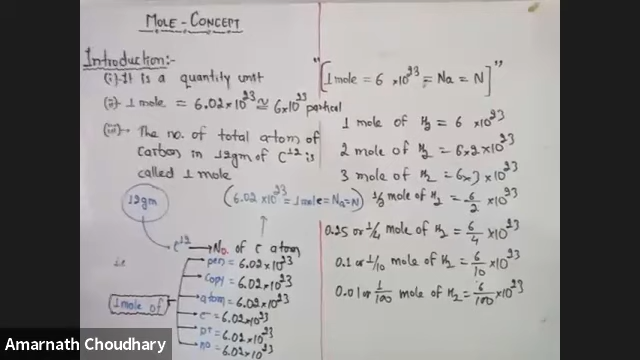 MOLE - CONCEPT
Introduction:-
(i) It is a quantity unit
(ii) - 1 mole = 6.02×10²³ ≈ 6×10²³ partical
(iii) - The no. of total atom of
Carbon in 12gm of C¹² is
called 1 mole
12gm
(6.02×10²³ = 1 mole = Na = N)
C¹² → No. of C atom
1 mole of
pen = 6.02×10²³
copy = 6.02×10²³
atom = 6.02×10²³
e⁻ = 6.02×10²³
p⁺ = 6.02×10²³
no = 6.02×10²³
"[1 mole = 6 ×10²³ = Na = N]"
1 mole of H₂ = 6 ×10²³
2 mole of H₂ = 6×2×10²³
3 mole of H₂ = 6×3×10²³
1/2 mole of H₂ = 6/2 ×10²³
0.25 or 1/4 mole of H₂ = 6/4 ×10²³
0.1 or 1/10 mole of H₂ = 6/10 ×10²³
0.01 or 1/100 mole of H₂ = 6/100 ×10²³
Amarnath Choudhary